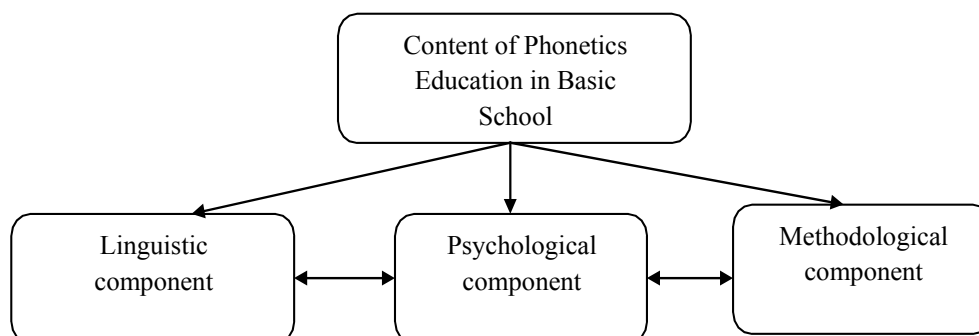 Content of Phonetics
Education in Basic
School
Linguistic
component
Psychological
component
Methodological
component